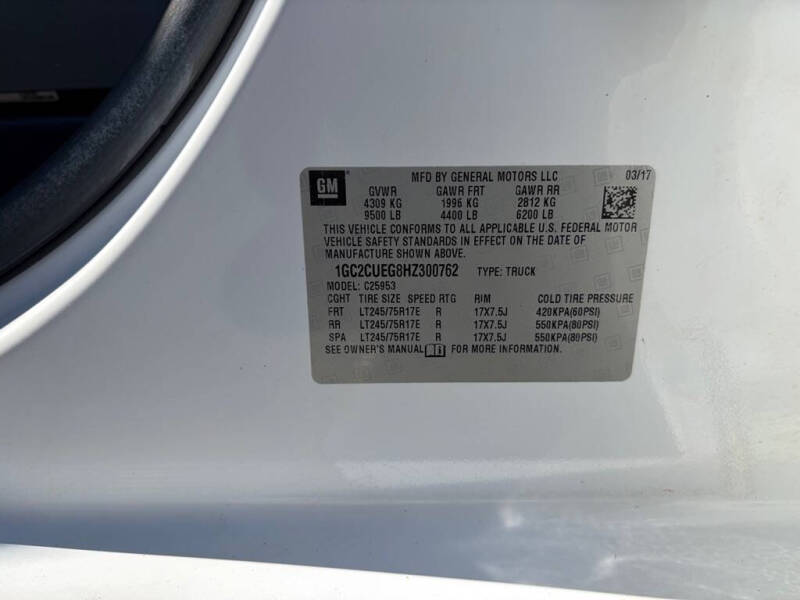 GM
MFD BY GENERAL MOTORS LLC 03/17
GVWR GAWR FRT GAWR RR
4309 KG 1996 KG 2812 KG
9500 LB 4400 LB 6200 LB
THIS VEHICLE CONFORMS TO ALL APPLICABLE U.S. FEDERAL MOTOR
VEHICLE SAFETY STANDARDS IN EFFECT ON THE DATE OF
MANUFACTURE SHOWN ABOVE.
1GC2CUEG8HZ300762 TYPE: TRUCK
MODEL: C25953
CGHT TIRE SIZE SPEED RTG RIM COLD TIRE PRESSURE
FRT LT245/75R17E R 17X7.5J 420KPA(60PSI)
RR LT245/75R17E R 17X7.5J 550KPA(80PSI)
SPA LT245/75R17E R 17X7.5J 550KPA(80PSI)
SEE OWNER'S MANUAL FOR MORE INFORMATION.